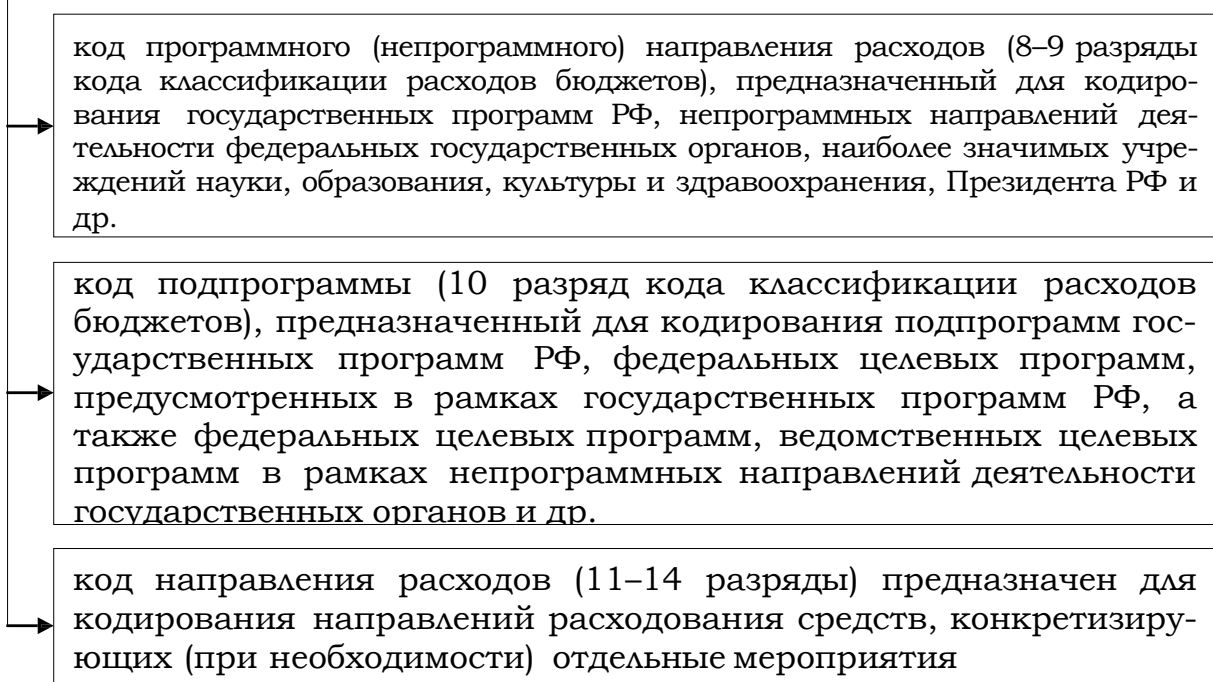 код программного (непрограммного) направления расходов (8–9 разряды
кода классификации расходов бюджетов), предназначенный для кодиро-
вания государственных программ РФ, непрограммных направлений дея-
тельности федеральных государственных органов, наиболее значимых учре-
ждений науки, образования, культуры и здравоохранения, Президента РФ и
др.
код подпрограммы (10 разряд кода классификации расходов
бюджетов), предназначенный для кодирования подпрограмм гос-
ударственных программ РФ, федеральных целевых программ,
предусмотренных в рамках государственных программ РФ, а
также федеральных целевых программ, ведомственных целевых
программ в рамках непрограммных направлений деятельности
государственных органов и др.
код направления расходов (11–14 разряды) предназначен для
кодирования направлений расходования средств, конкретизиру-
ющих (при необходимости) отдельные мероприятия